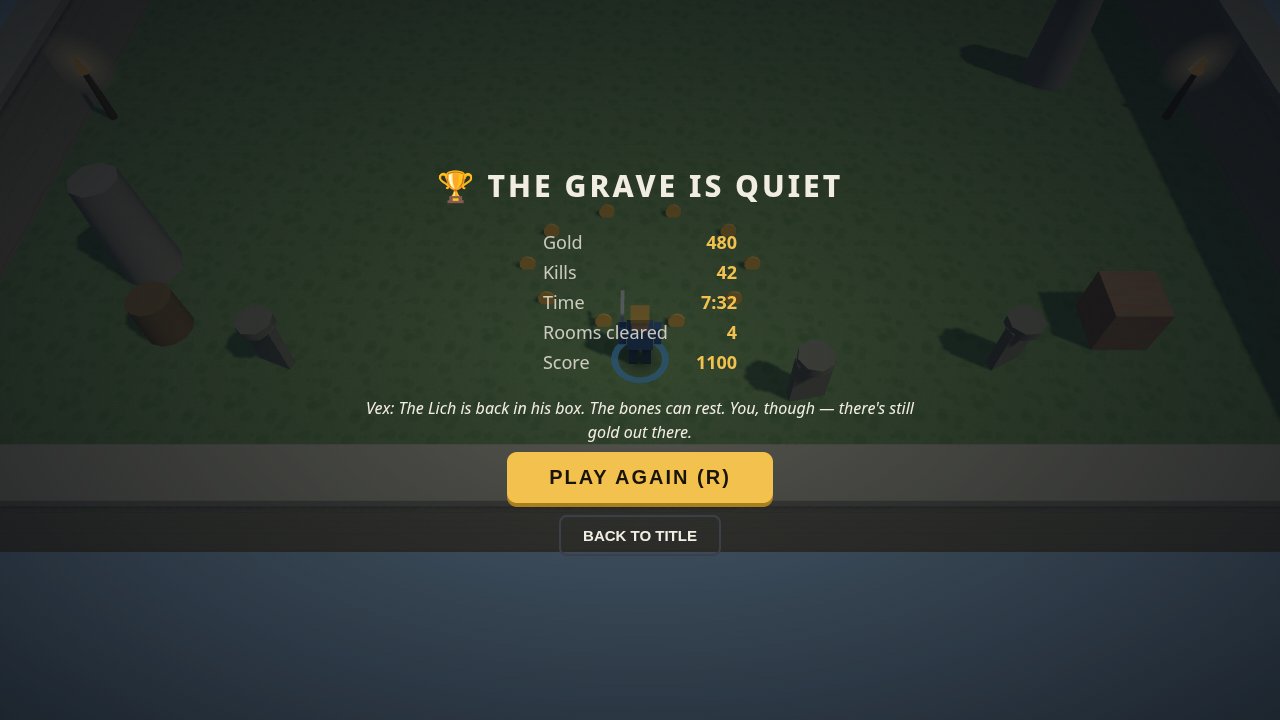 🏆 THE GRAVE IS QUIET
Gold 480
Kills 42
Time 7:32
Rooms cleared 4
Score 1100
Vex: The Lich is back in his box. The bones can rest. You, though — there's still
gold out there.
PLAY AGAIN (R)
BACK TO TITLE